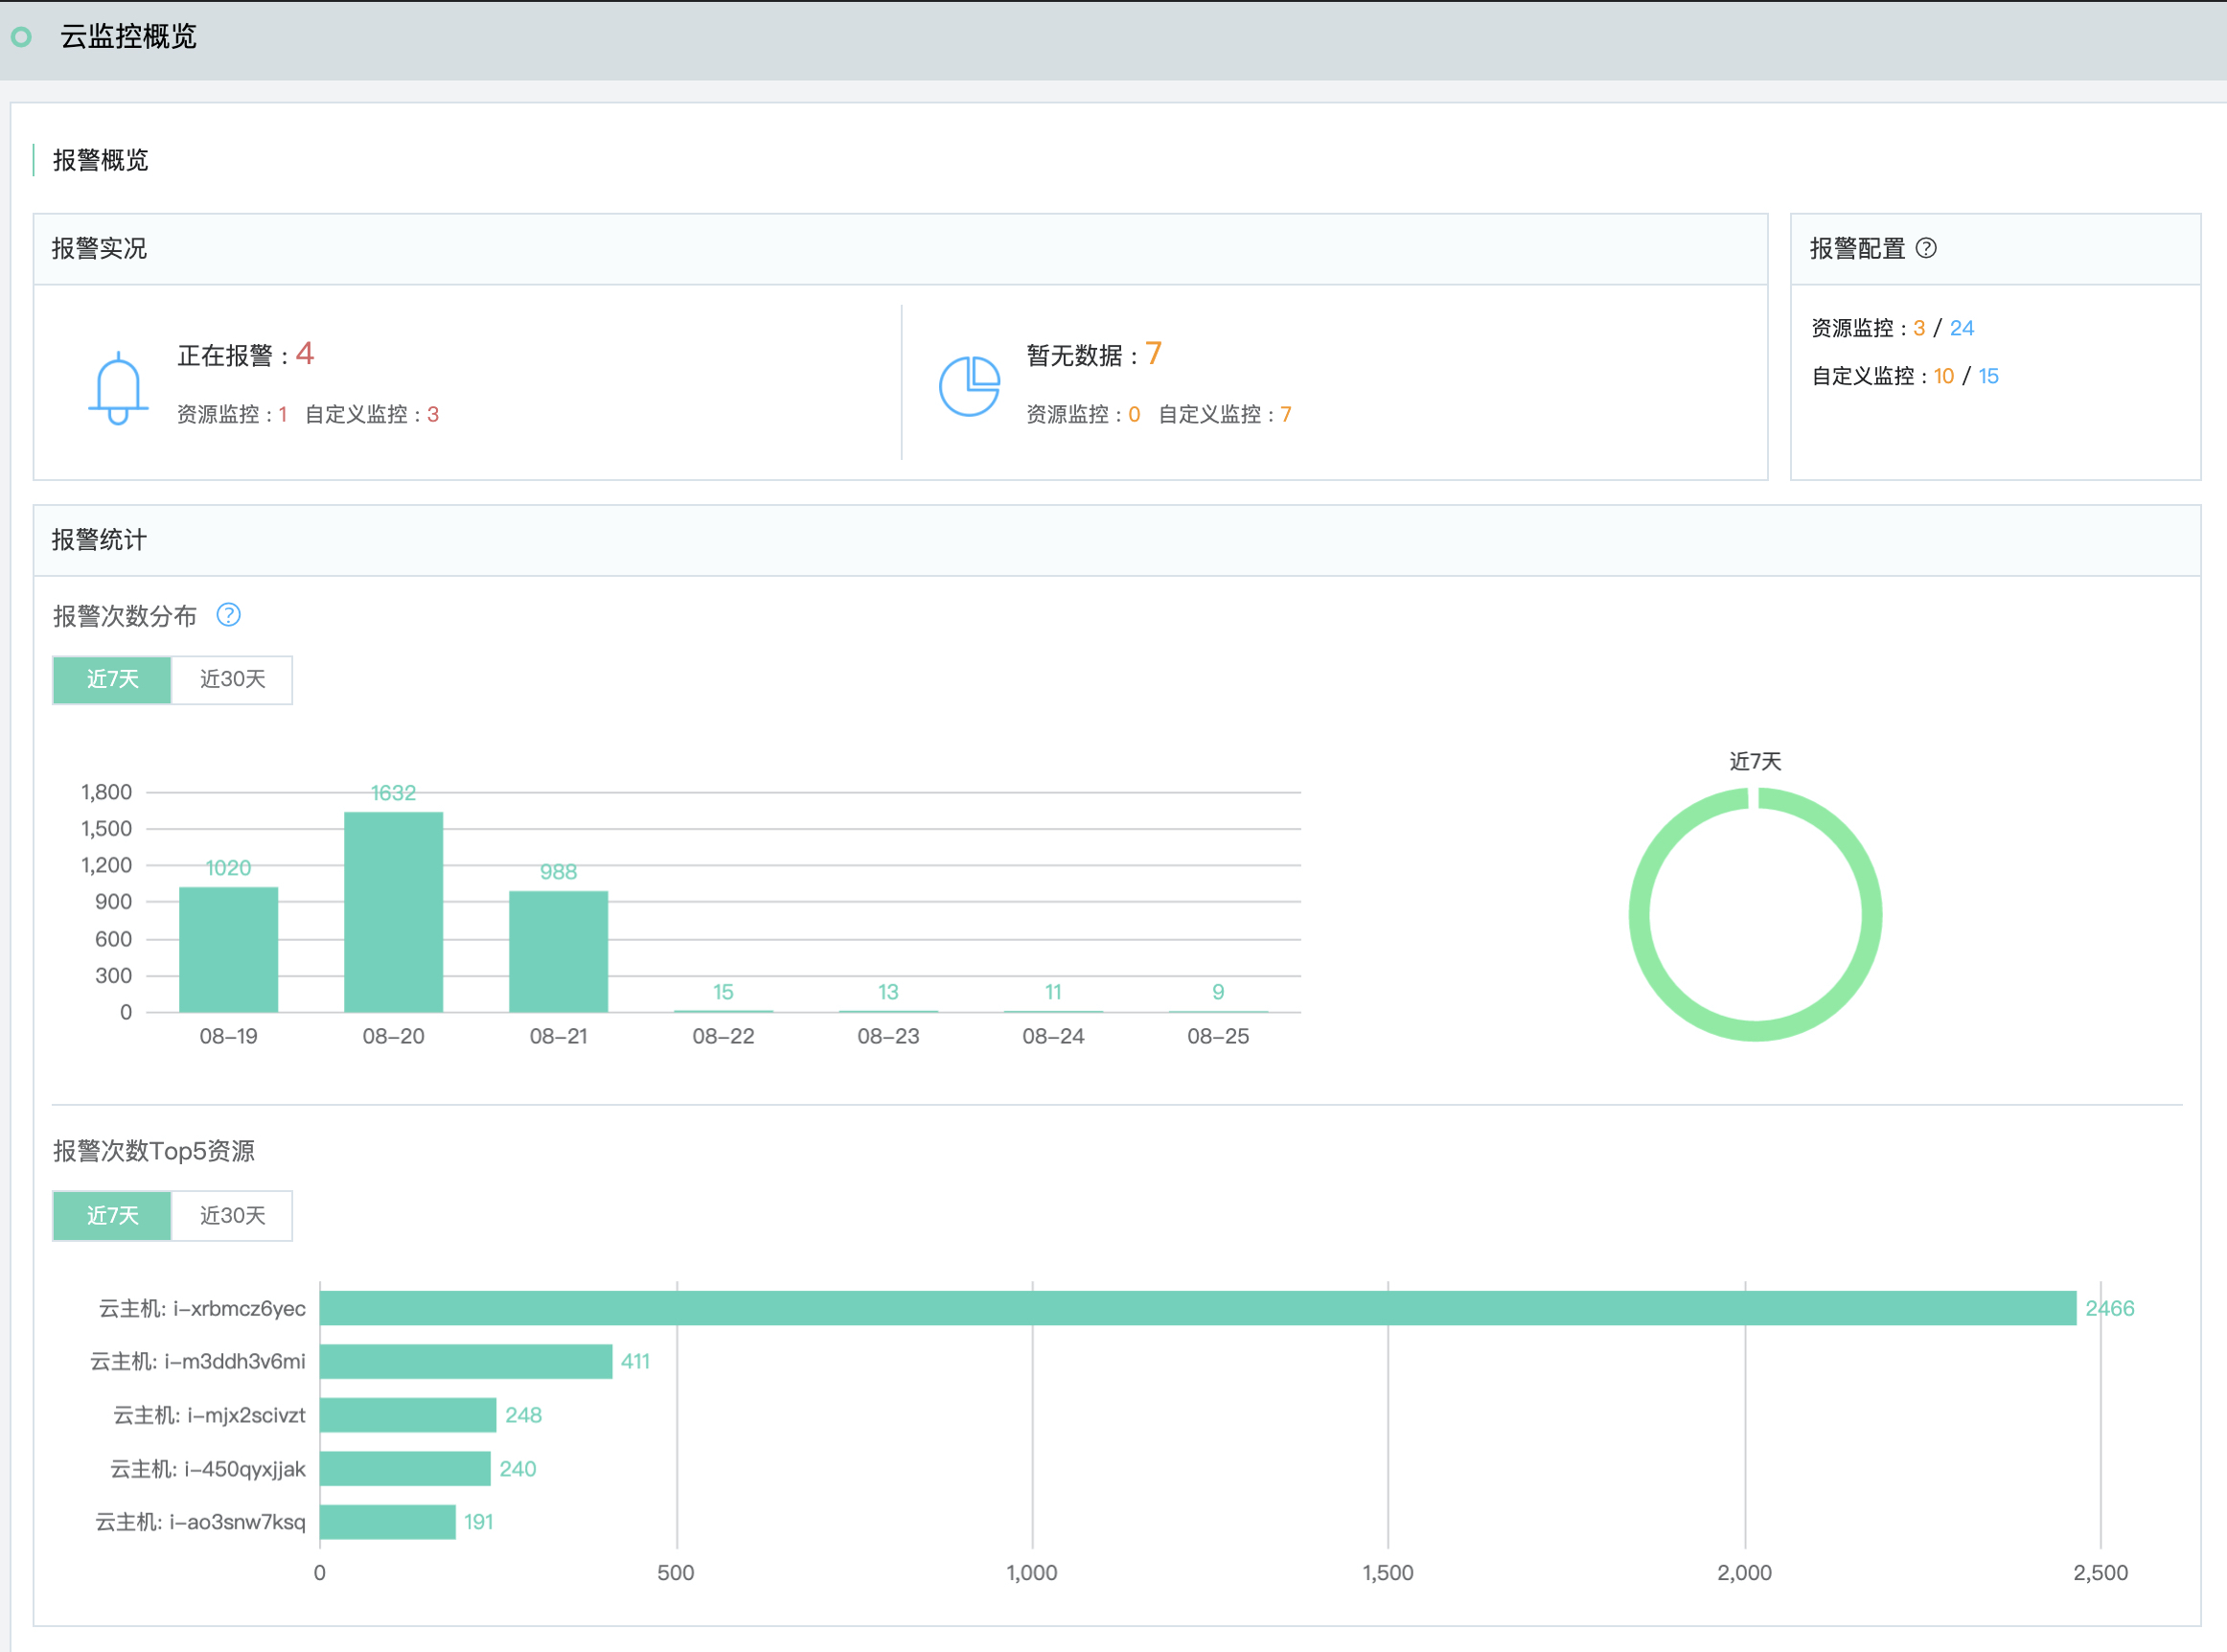 云监控概览
报警概览
报警实况
正在报警：4
资源监控：1 自定义监控：3
暂无数据：7
资源监控：0 自定义监控：7
报警配置 ?
资源监控：3 / 24
自定义监控：10 / 15
报警统计
报警次数分布 ?
近7天 近30天
1,800
1,500
1,200
900
600
300
0
1020
1632
988
15
13
11
9
08-19 08-20 08-21 08-22 08-23 08-24 08-25
近7天
报警次数Top5资源
近7天 近30天
云主机: i-xrbmcz6yec 2466
云主机: i-m3ddh3v6mi 411
云主机: i-mjx2scivzt 248
云主机: i-450qyxjjak 240
云主机: i-ao3snw7ksq 191
0 500 1,000 1,500 2,000 2,500